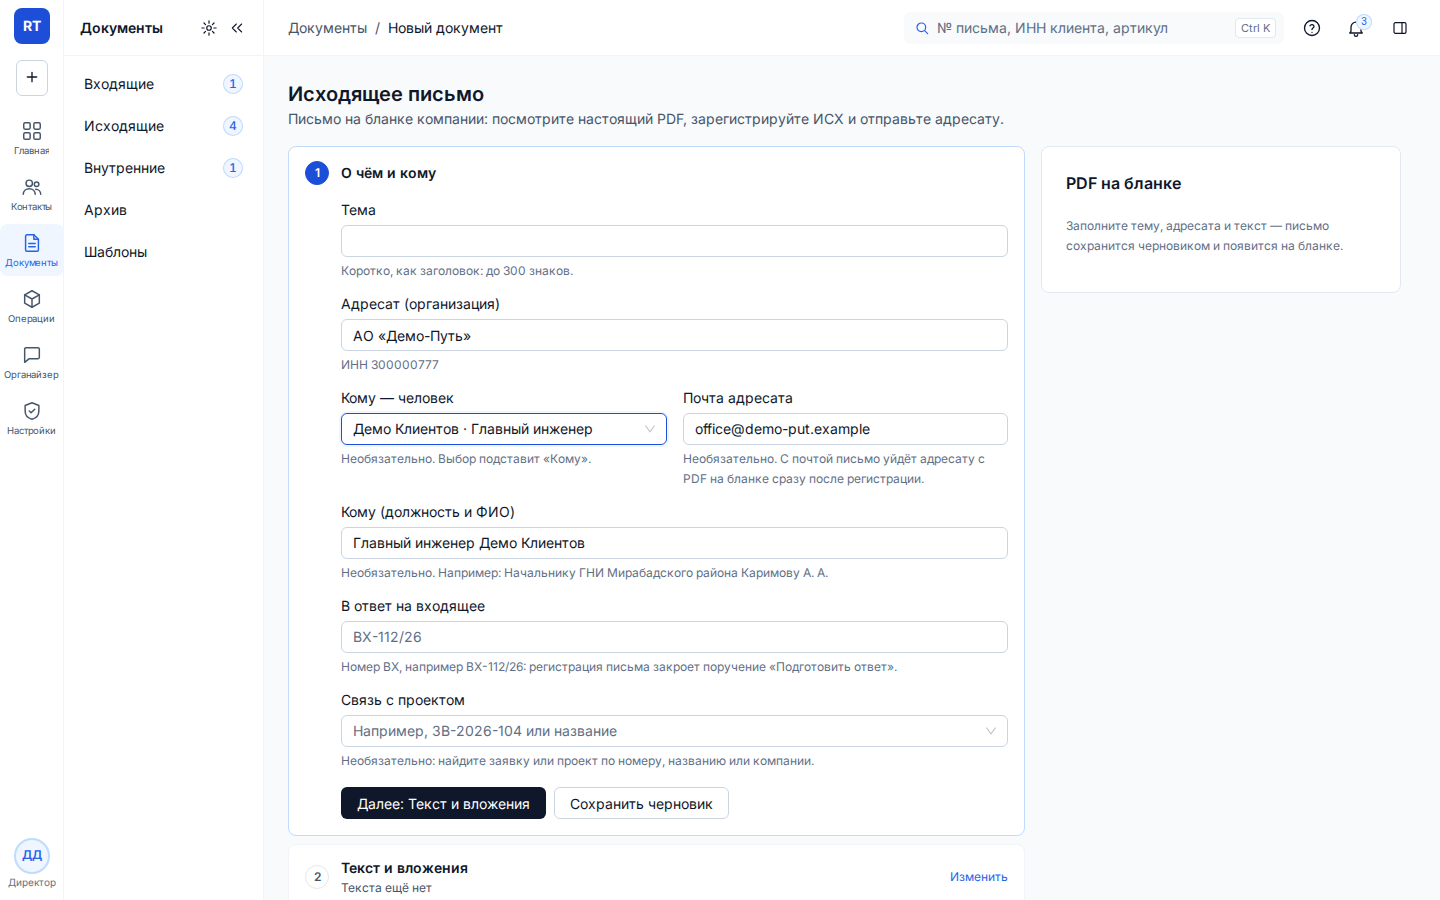 RT
Документы
Документы / Новый документ
№ письма, ИНН клиента, артикул
Ctrl K
3
Главная
Контакты
Документы
Операции
Органайзер
Настройки
ДД
Директор
Входящие 1
Исходящие 4
Внутренние 1
Архив
Шаблоны
Исходящее письмо
Письмо на бланке компании: посмотрите настоящий PDF, зарегистрируйте ИСХ и отправьте адресату.
1 О чём и кому
Тема
Коротко, как заголовок: до 300 знаков.
Адресат (организация)
АО «Демо-Путь»
ИНН 300000777
Кому — человек
Демо Клиентов · Главный инженер
Необязательно. Выбор подставит «Кому».
Почта адресата
office@demo-put.example
Необязательно. С почтой письмо уйдёт адресату с
PDF на бланке сразу после регистрации.
Кому (должность и ФИО)
Главный инженер Демо Клиентов
Необязательно. Например: Начальнику ГНИ Мирабадского района Каримову А. А.
В ответ на входящее
ВХ-112/26
Номер ВХ, например ВХ-112/26: регистрация письма закроет поручение «Подготовить ответ».
Связь с проектом
Например, ЗВ-2026-104 или название
Необязательно: найдите заявку или проект по номеру, названию или компании.
Далее: Текст и вложения
Сохранить черновик
2 Текст и вложения
Текста ещё нет
Изменить
PDF на бланке
Заполните тему, адресата и текст — письмо
сохранится черновиком и появится на бланке.